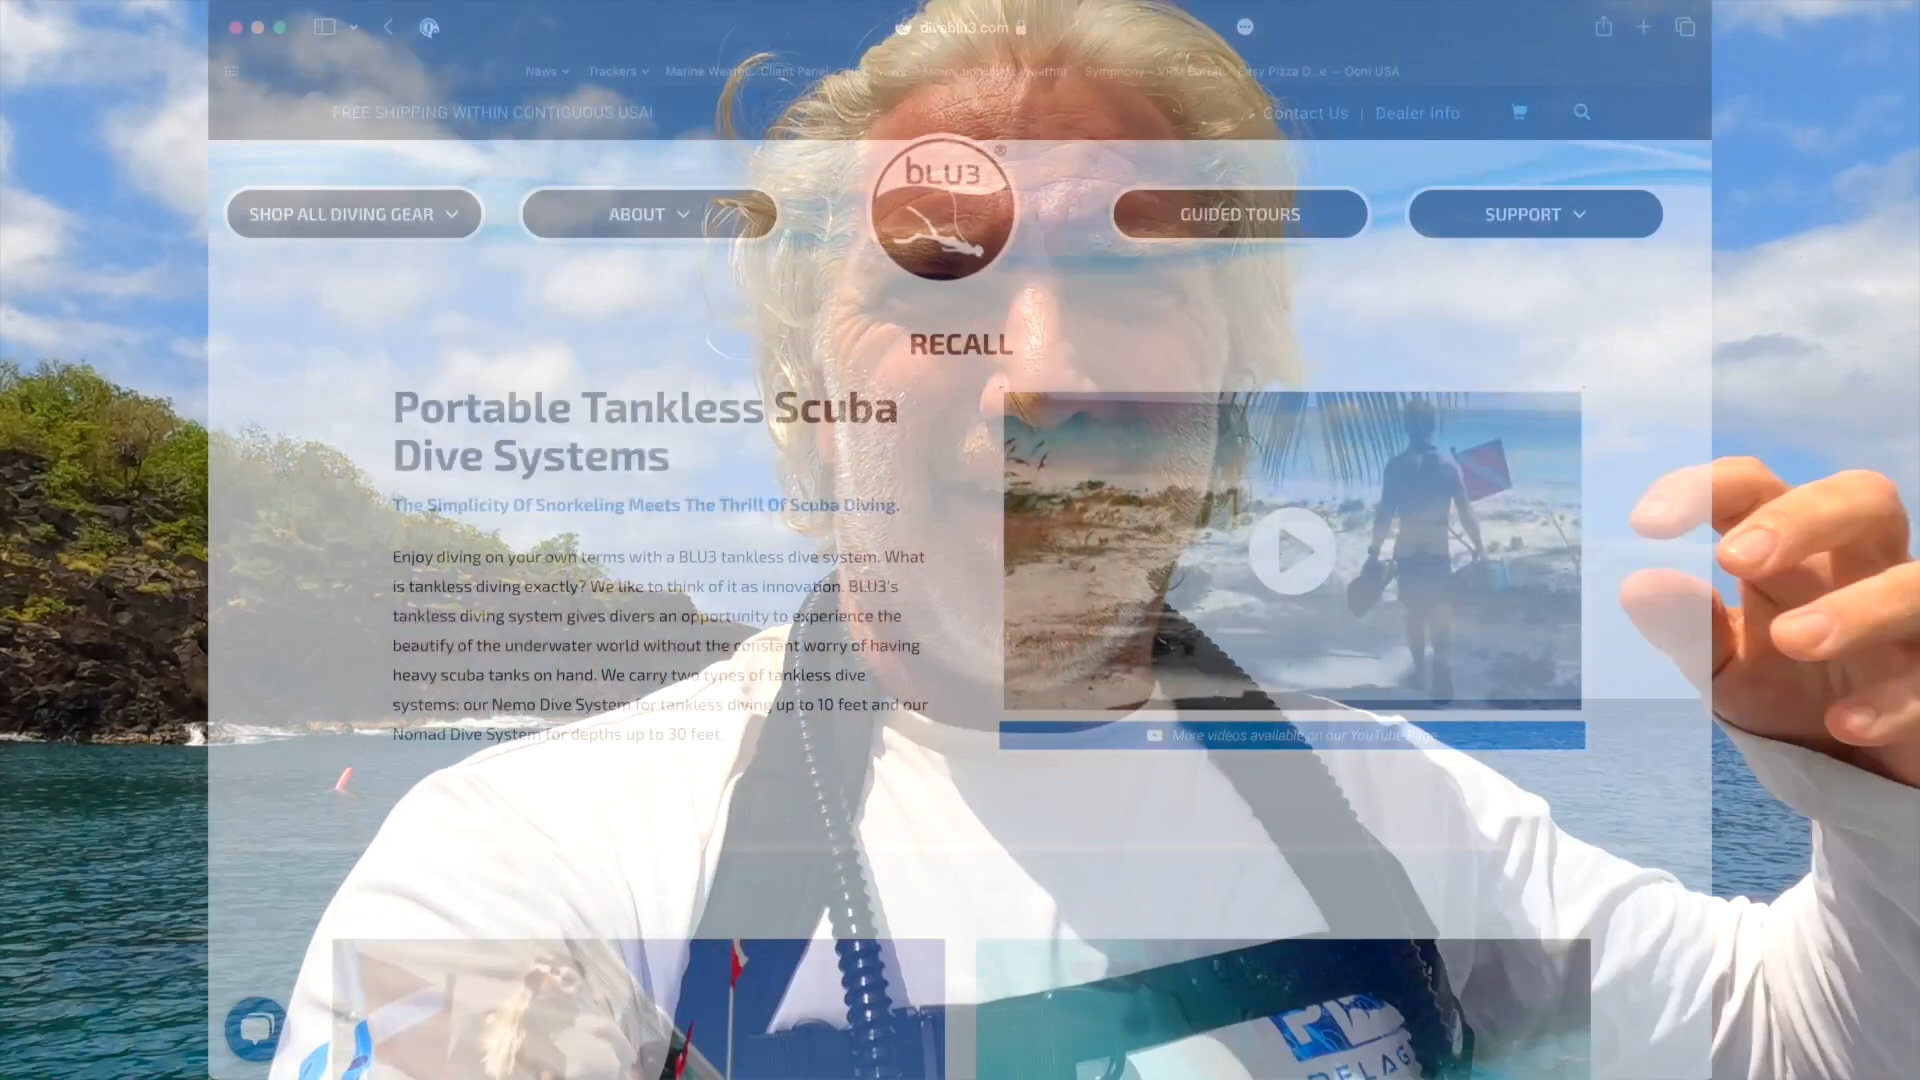 diveblu3.com
News
Trackers
Client Panel
FREE SHIPPING WITHIN CONTIGUOUS USA!
Contact Us | Dealer Info
bLU3
®
SHOP ALL DIVING GEAR
ABOUT
GUIDED TOURS
SUPPORT
RECALL
Portable Tankless Scuba
Dive Systems
The Simplicity Of Snorkeling Meets The Thrill Of Scuba Diving.
Enjoy diving on your own terms with a BLU3 tankless dive system. What
is tankless diving exactly? We like to think of it as innovation. BLU3's
tankless diving system gives divers an opportunity to experience the
beautify of the underwater world without the constant worry of having
heavy scuba tanks on hand. We carry two types of tankless dive
systems: our Nemo Dive System for tankless diving up to 10 feet and our
Nomad Dive System for depths up to 30 feet.
More videos available on our YouTube Page